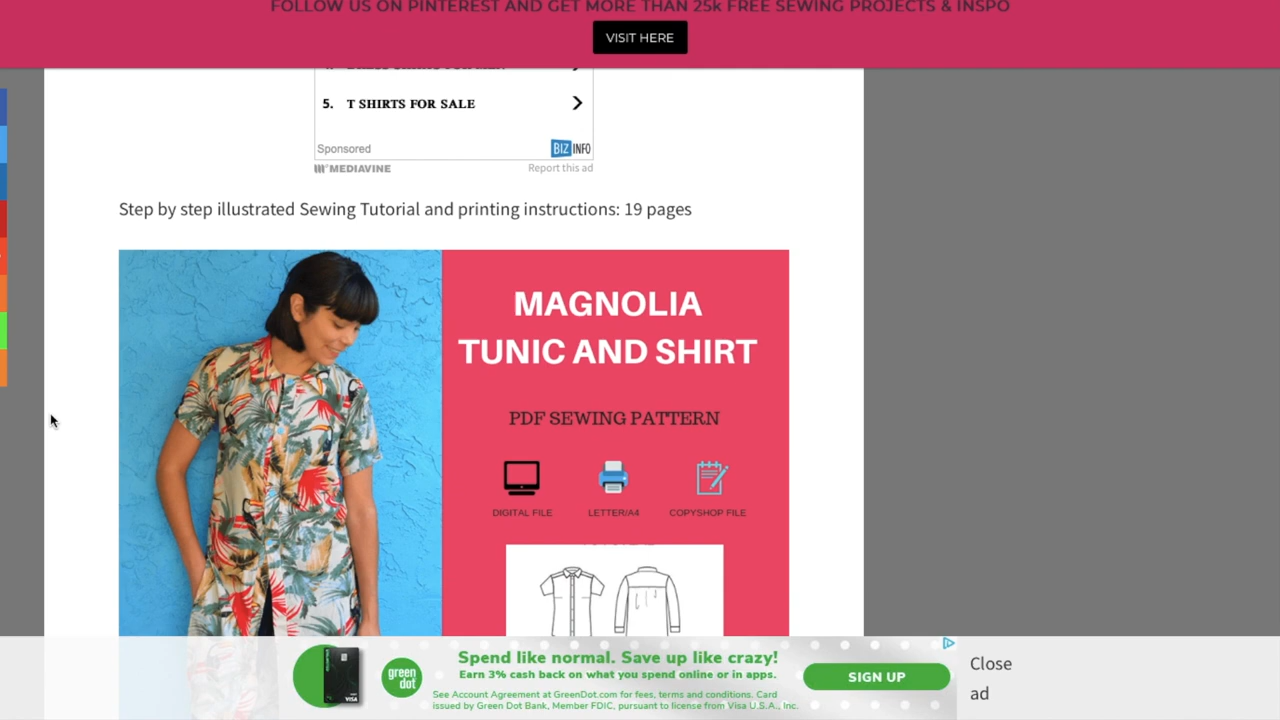 FOLLOW US ON PINTEREST AND GET MORE THAN 25k FREE SEWING PROJECTS & INSPO
VISIT HERE
5. T SHIRTS FOR SALE
Sponsored
BIZ INFO
MEDIAVINE
Report this ad
Step by step illustrated Sewing Tutorial and printing instructions: 19 pages
MAGNOLIA
TUNIC AND SHIRT
PDF SEWING PATTERN
DIGITAL FILE
LETTER/A4
COPYSHOP FILE
green
dot
VISA
Spend like normal. Save up like crazy!
Earn 3% cash back on what you spend online or in apps.
See Account Agreement at GreenDot.com for fees, terms and conditions. Card
issued by Green Dot Bank, Member FDIC, pursuant to license from Visa U.S.A., Inc.
SIGN UP
Close
ad